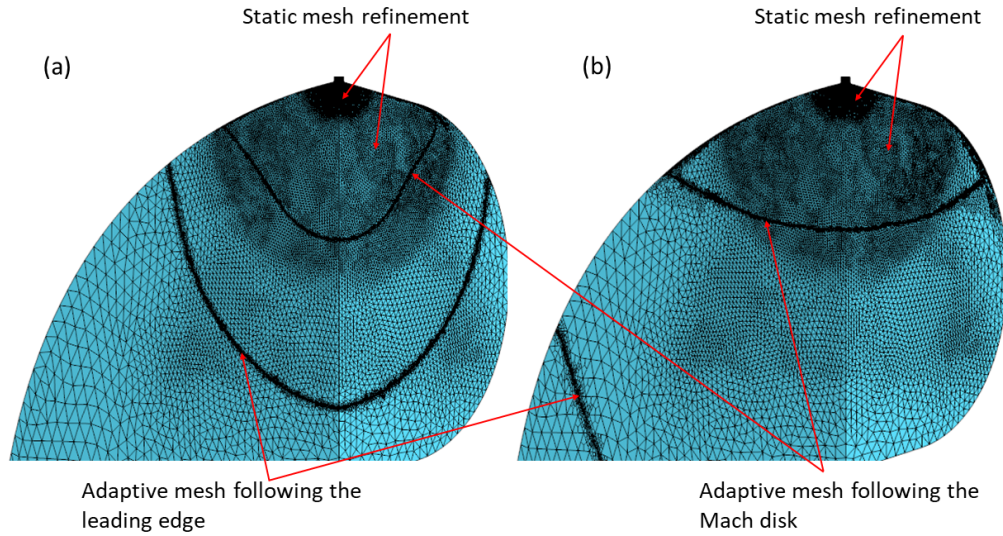 Static mesh refinement
Static mesh refinement
(a)
(b)
Adaptive mesh following the
leading edge
Adaptive mesh following the
Mach disk